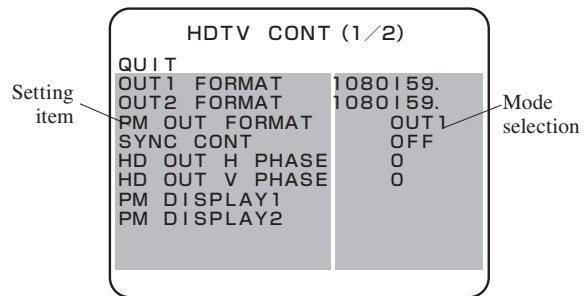 HDTV CONT (1/2)
QUIT
OUT1 FORMAT 1080I59.
OUT2 FORMAT 1080I59.
PM OUT FORMAT OUT1
SYNC CONT OFF
HD OUT H PHASE 0
HD OUT V PHASE 0
PM DISPLAY1
PM DISPLAY2
Setting
item
Mode
selection